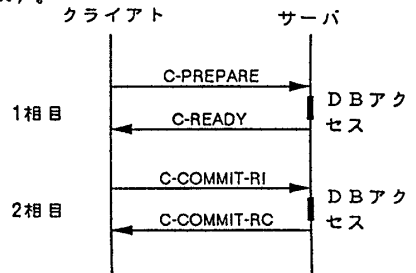 クライアント
サーバ
C-PREPARE
1相目
DBアク
セス
C-READY
C-COMMIT-RI
2相目
DBアク
セス
C-COMMIT-RC